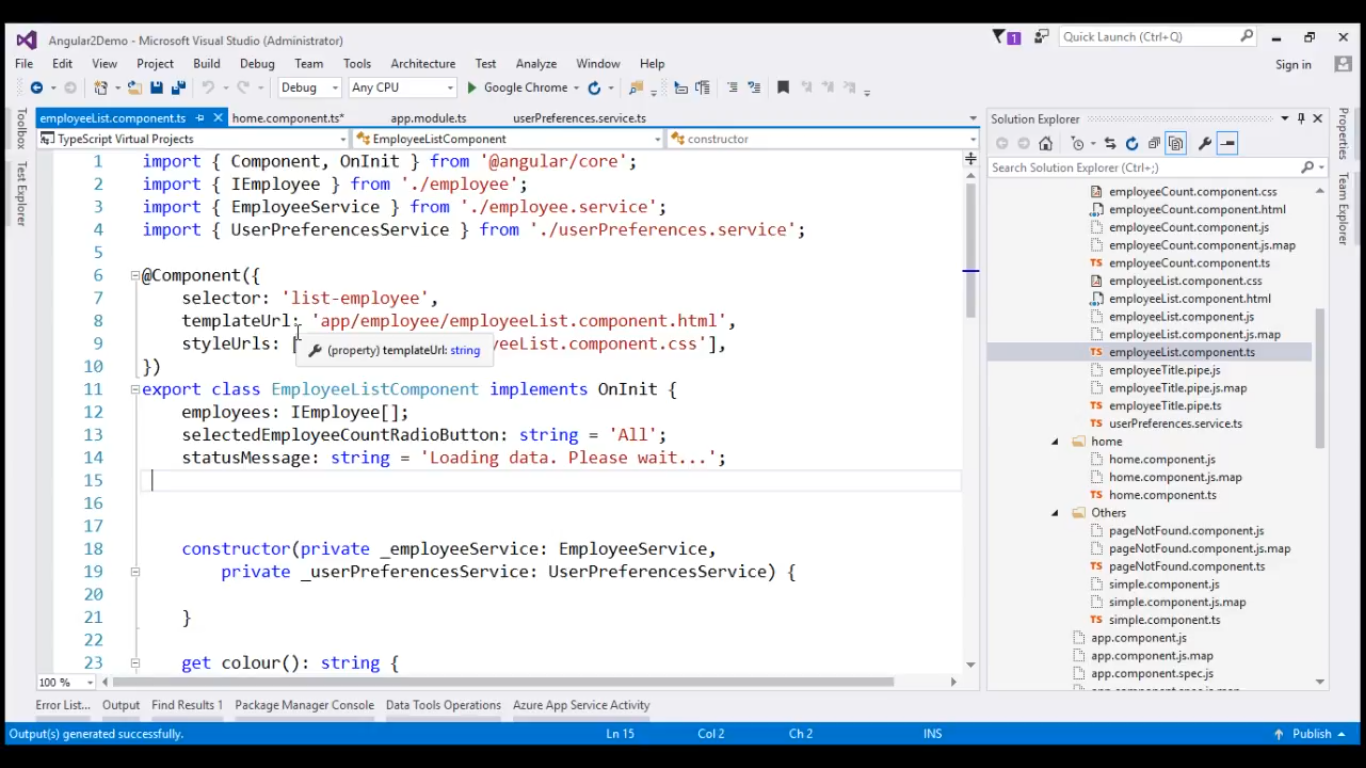 Angular2Demo - Microsoft Visual Studio (Administrator)
1
Quick Launch (Ctrl+Q)
File Edit View Project Build Debug Team Tools Architecture Test Analyze Window Help
Sign in
Debug Any CPU Google Chrome
Toolbox
Test Explorer
employeeList.component.ts home.component.ts* app.module.ts userPreferences.service.ts
TypeScript Virtual Projects EmployeeListComponent constructor
1 import { Component, OnInit } from '@angular/core';
2 import { IEmployee } from './employee';
3 import { EmployeeService } from './employee.service';
4 import { UserPreferencesService } from './userPreferences.service';
5
6 @Component({
7 selector: 'list-employee',
8 templateUrl: 'app/employee/employeeList.component.html',
9 styleUrls: [ yeeList.component.css'],
(property) templateUrl: string
10 })
11 export class EmployeeListComponent implements OnInit {
12 employees: IEmployee[];
13 selectedEmployeeCountRadioButton: string = 'All';
14 statusMessage: string = 'Loading data. Please wait...';
15
16
17
18 constructor(private _employeeService: EmployeeService,
19 private _userPreferencesService: UserPreferencesService) {
20
21 }
22
23 get colour(): string {
100 %
Solution Explorer
Search Solution Explorer (Ctrl+;)
employeeCount.component.css
employeeCount.component.html
employeeCount.component.js
employeeCount.component.js.map
TS employeeCount.component.ts
employeeList.component.css
employeeList.component.html
employeeList.component.js
employeeList.component.js.map
TS employeeList.component.ts
employeeTitle.pipe.js
employeeTitle.pipe.js.map
TS employeeTitle.pipe.ts
TS userPreferences.service.ts
home
home.component.js
home.component.js.map
TS home.component.ts
Others
pageNotFound.component.js
pageNotFound.component.js.map
TS pageNotFound.component.ts
simple.component.js
simple.component.js.map
TS simple.component.ts
app.component.js
app.component.js.map
app.component.spec.js
Properties
Team Explorer
Error List... Output Find Results 1 Package Manager Console Data Tools Operations Azure App Service Activity
Output(s) generated successfully. Ln 15 Col 2 Ch 2 INS Publish